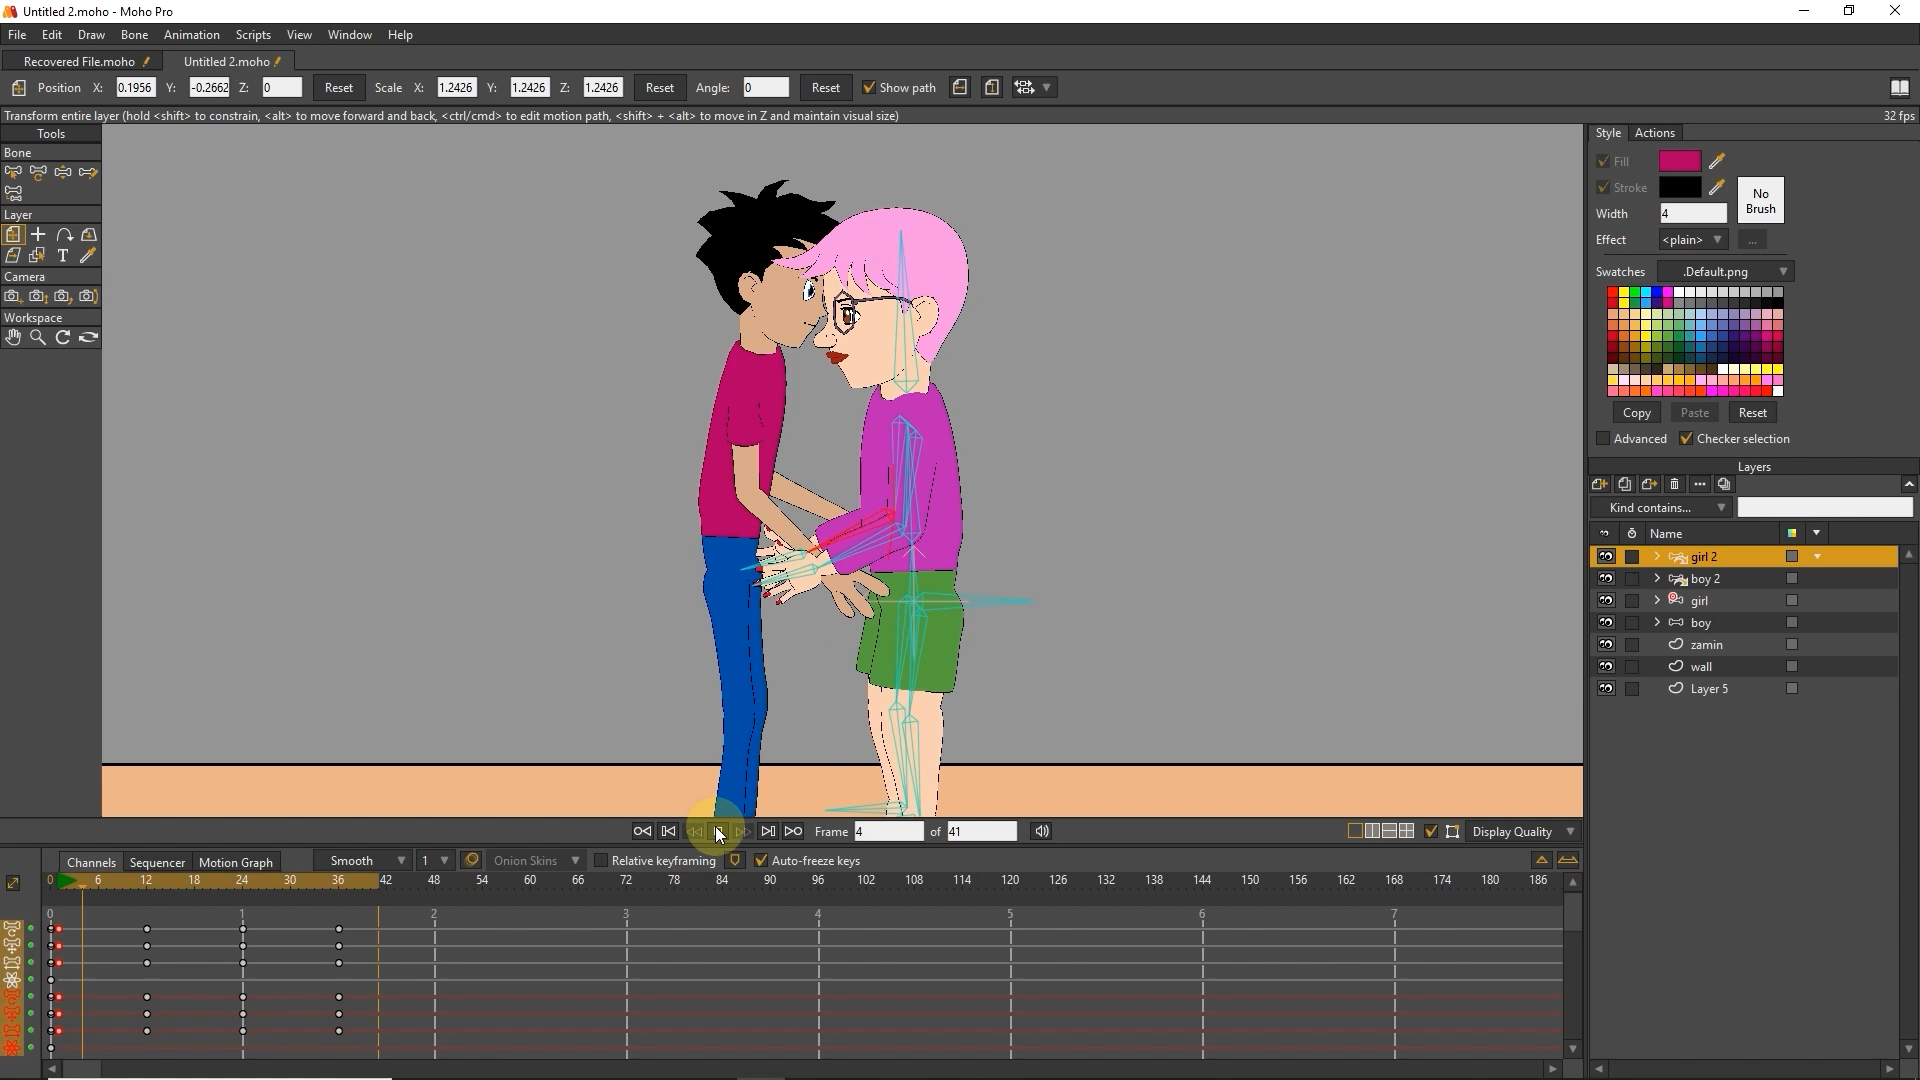 Untitled 2.moho - Moho Pro
File Edit Draw Bone Animation Scripts View Window Help
Recovered File.moho Untitled 2.moho
Position X: 0.1956 Y: -0.2662 Z: 0 Reset Scale X: 1.2426 Y: 1.2426 Z: 1.2426 Reset Angle: 0 Reset Show path
Transform entire layer (hold <shift> to constrain, <alt> to move forward and back, <ctrl/cmd> to edit motion path, <shift> + <alt> to move in Z and maintain visual size) 32 fps
Tools
Bone
Layer
T
Camera
Workspace
Style Actions
Fill
Stroke
No Brush
Width 4
Effect <plain> ...
Swatches .Default.png
Copy Paste Reset
Advanced Checker selection
Layers
Kind contains...
Name
girl 2
boy 2
girl
boy
zamin
wall
Layer 5
Frame 4 of 41 Display Quality
Channels Sequencer Motion Graph Smooth 1 Onion Skins Relative keyframing Auto-freeze keys
0 6 12 18 24 30 36 42 48 54 60 66 72 78 84 90 96 102 108 114 120 126 132 138 144 150 156 162 168 174 180 186
0 1 2 3 4 5 6 7